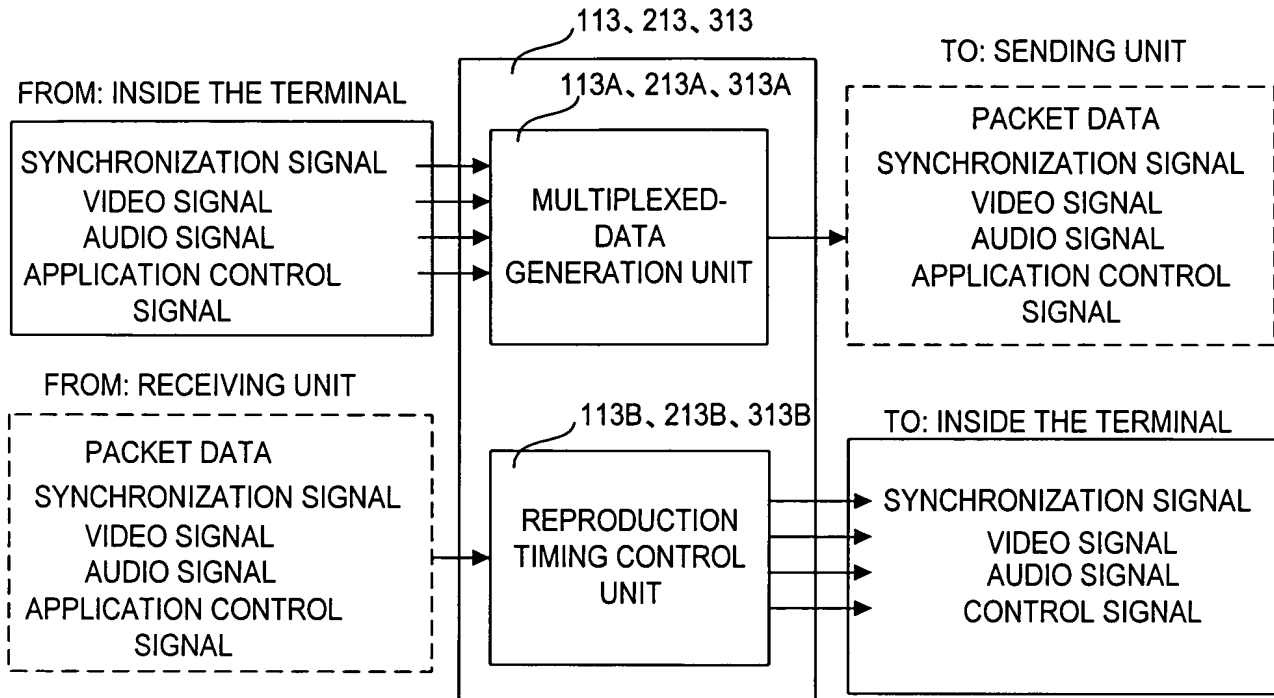 113、213、313
FROM: INSIDE THE TERMINAL
SYNCHRONIZATION SIGNAL
VIDEO SIGNAL
AUDIO SIGNAL
APPLICATION CONTROL
SIGNAL
113A、213A、313A
MULTIPLEXED-
DATA
GENERATION UNIT
TO: SENDING UNIT
PACKET DATA
SYNCHRONIZATION SIGNAL
VIDEO SIGNAL
AUDIO SIGNAL
APPLICATION CONTROL
SIGNAL
FROM: RECEIVING UNIT
PACKET DATA
SYNCHRONIZATION SIGNAL
VIDEO SIGNAL
AUDIO SIGNAL
APPLICATION CONTROL
SIGNAL
113B、213B、313B
REPRODUCTION
TIMING CONTROL
UNIT
TO: INSIDE THE TERMINAL
SYNCHRONIZATION SIGNAL
VIDEO SIGNAL
AUDIO SIGNAL
CONTROL SIGNAL